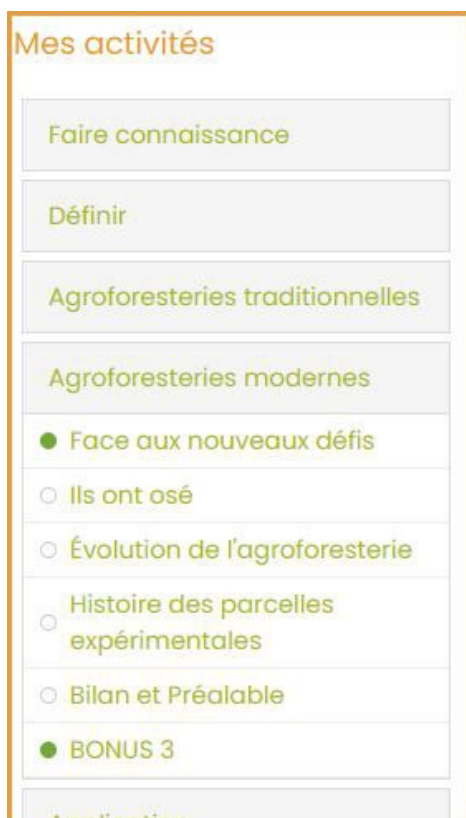 Mes activités
Faire connaissance
Définir
Agroforesteries traditionnelles
Agroforesteries modernes
Face aux nouveaux défis
Ils ont osé
Évolution de l'agroforesterie
Histoire des parcelles
expérimentales
Bilan et Préalable
BONUS 3